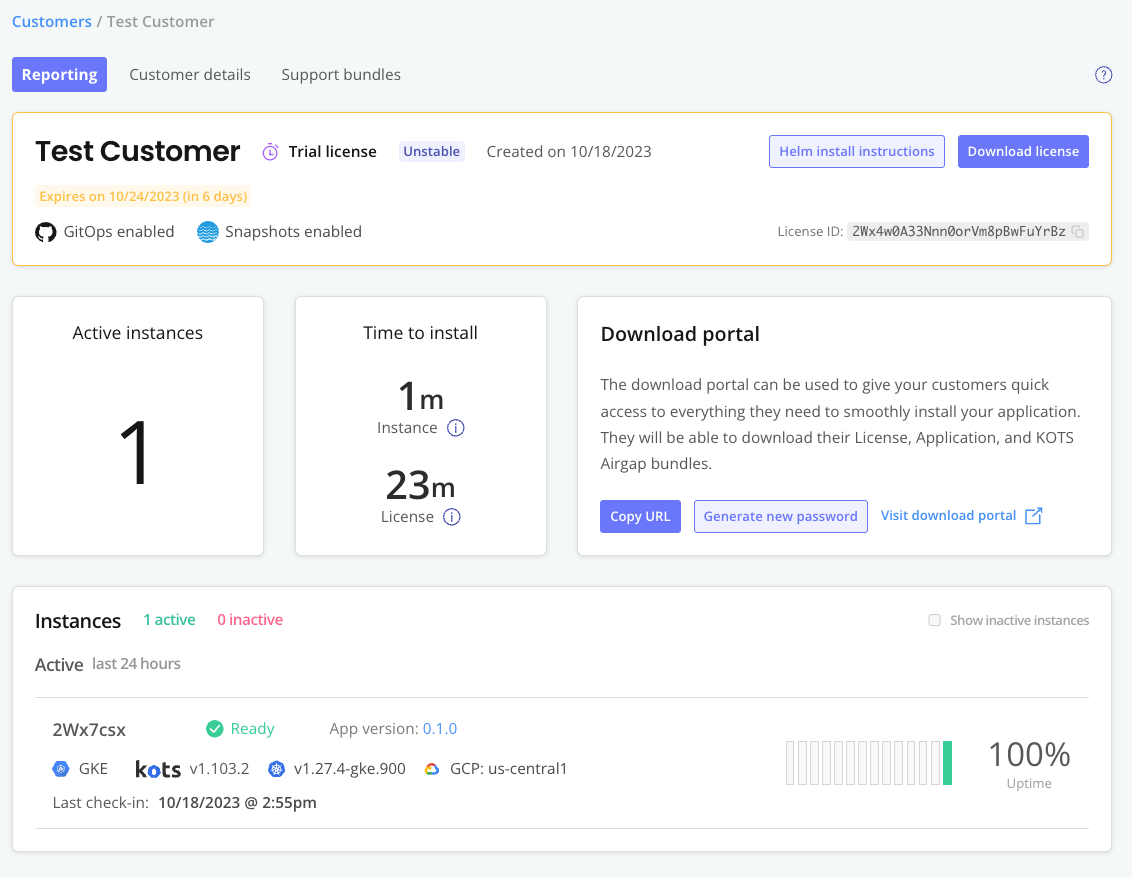 Customers / Test Customer
Reporting Customer details Support bundles ?
Test Customer Trial license Unstable Created on 10/18/2023 Helm install instructions Download license
Expires on 10/24/2023 (in 6 days)
GitOps enabled Snapshots enabled License ID: 2Wx4w0A33Nnn0orVm8pBwFuYrBz
Active instances
1
Time to install
1m
Instance i
23m
License i
Download portal
The download portal can be used to give your customers quick
access to everything they need to smoothly install your application.
They will be able to download their License, Application, and KOTS
Airgap bundles.
Copy URL Generate new password Visit download portal
Instances 1 active 0 inactive Show inactive instances
Active last 24 hours
2Wx7csx Ready App version: 0.1.0
GKE kots v1.103.2 v1.27.4-gke.900 GCP: us-central1
Last check-in: 10/18/2023 @ 2:55pm
100%
Uptime